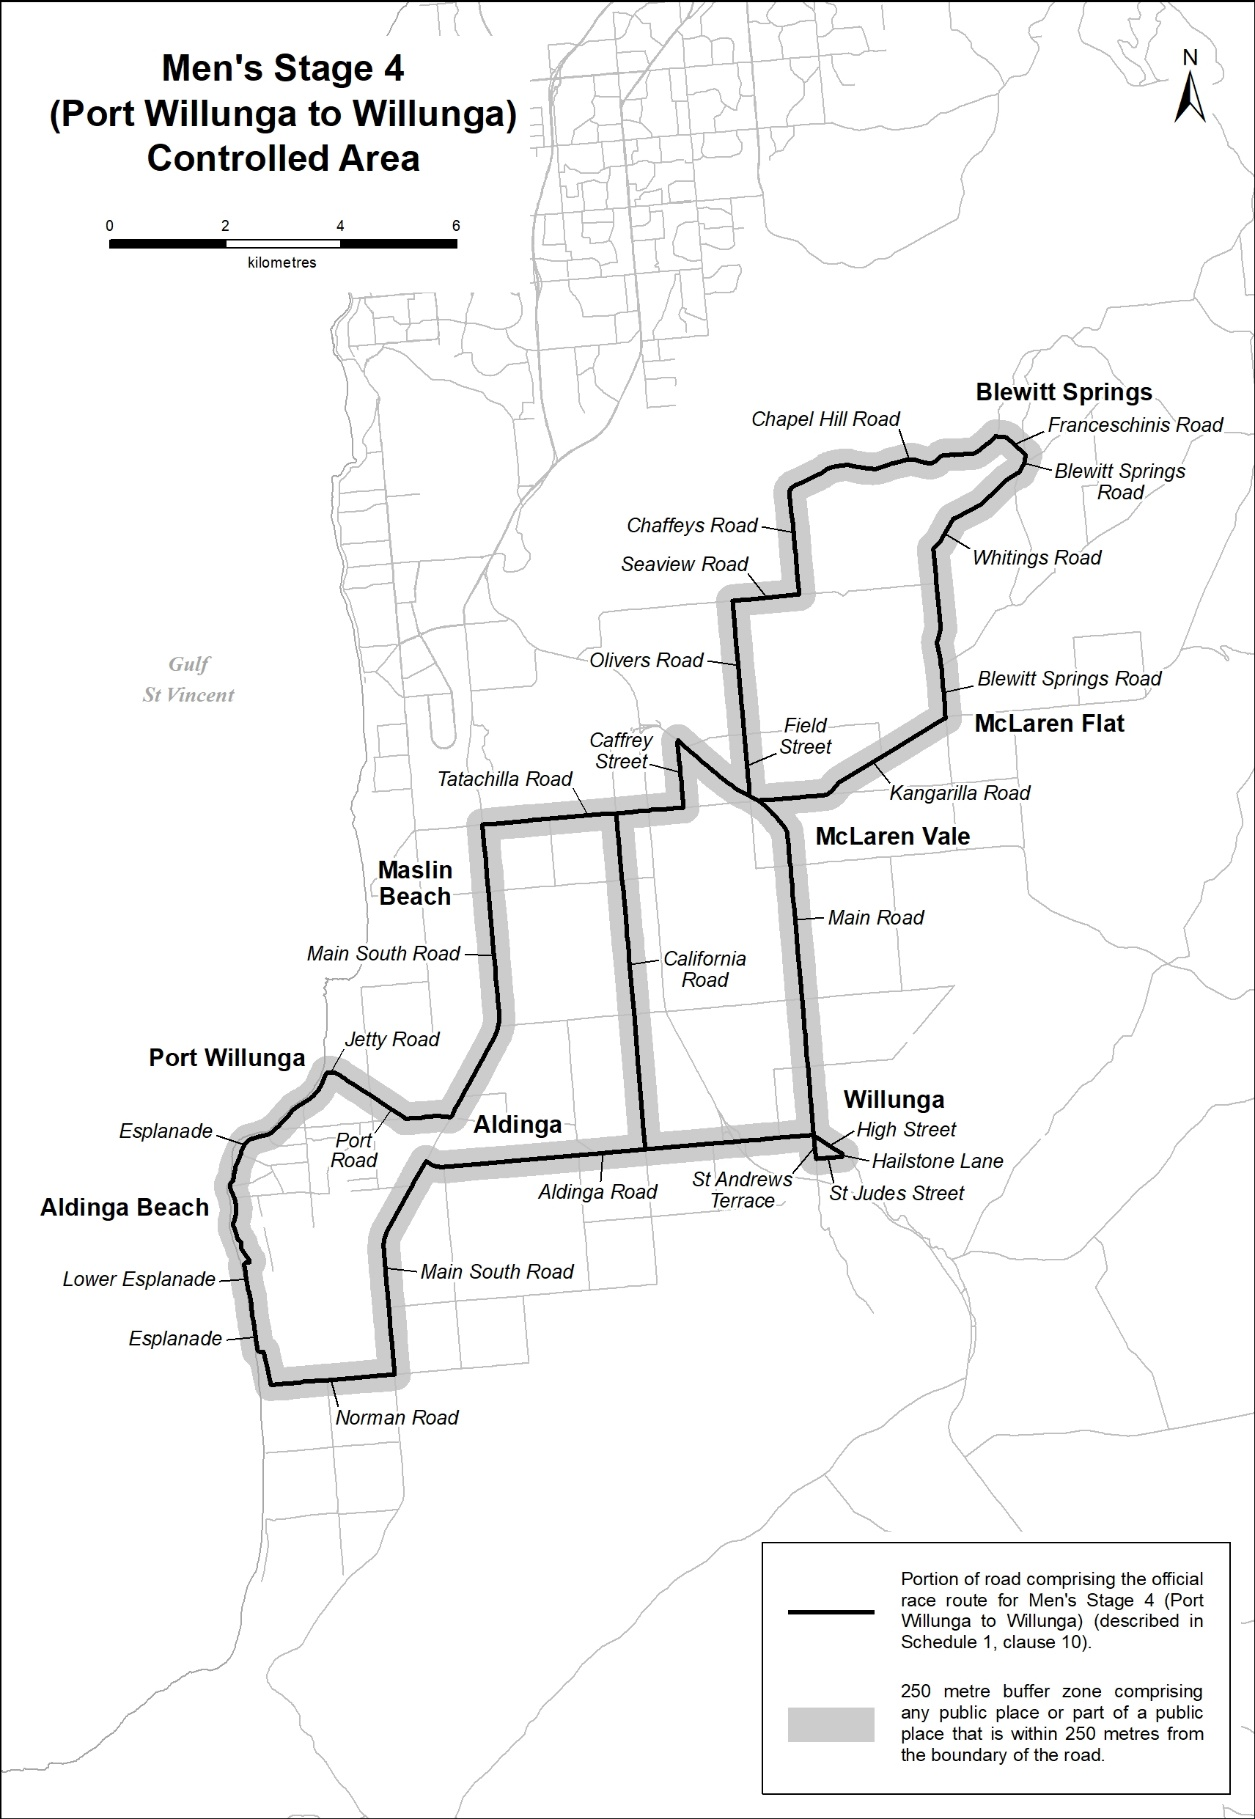 Men's Stage 4
(Port Willunga to Willunga)
Controlled Area
N
0 2 4 6
kilometres
Blewitt Springs
Chapel Hill Road
Franceschinis Road
Blewitt Springs
Road
Chaffeys Road
Whitings Road
Seaview Road
Gulf
St Vincent
Olivers Road
Blewitt Springs Road
McLaren Flat
Field
Street
Caffrey
Street
Tatachilla Road
Kangarilla Road
McLaren Vale
Maslin
Beach
Main Road
Main South Road
California
Road
Jetty Road
Port Willunga
Willunga
Aldinga
High Street
Esplanade
Port
Road
Hailstone Lane
St Andrews
Terrace
Aldinga Road
St Judes Street
Aldinga Beach
Lower Esplanade
Main South Road
Esplanade
Norman Road
Portion of road comprising the official
race route for Men's Stage 4 (Port
Willunga to Willunga) (described in
Schedule 1, clause 10).
250 metre buffer zone comprising
any public place or part of a public
place that is within 250 metres from
the boundary of the road.